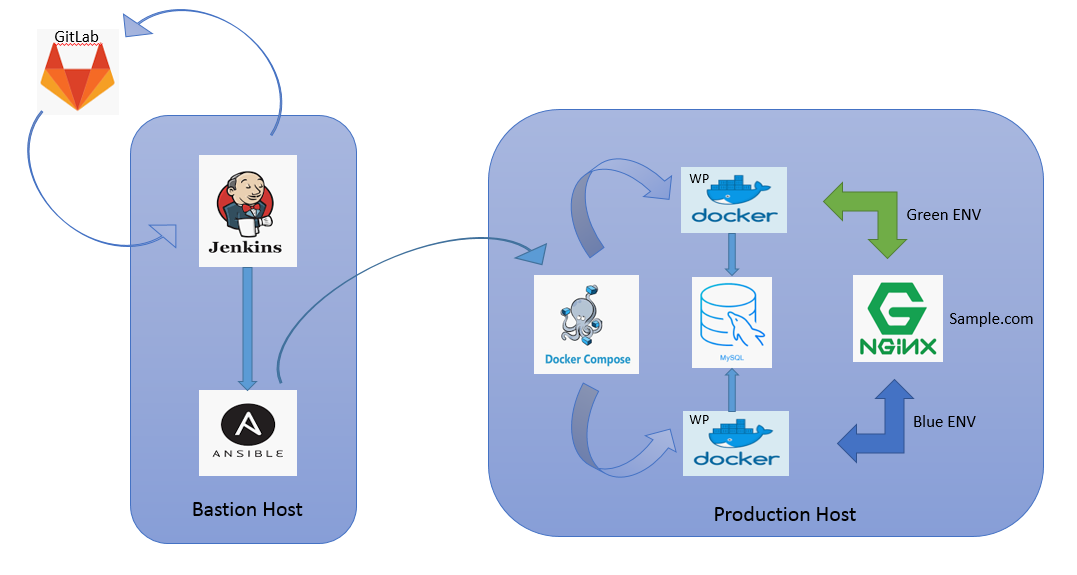 GitLab
Jenkins
ANSIBLE
Bastion Host
WP
docker
Green ENV
Docker Compose
MySQL
NGiNX
Sample.com
WP
docker
Blue ENV
Production Host